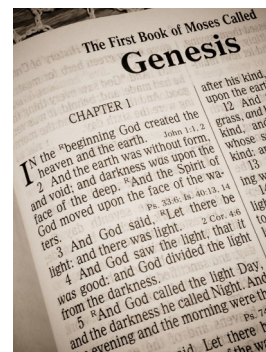 The First Book of Moses Called
Genesis
CHAPTER 1
IN the ᴿbeginning God created the
heaven and the earth. John 1:1, 2
2 And the earth was without form,
and void; and darkness was upon the
face of the deep. ᴿAnd the Spirit of
God moved upon the face of the wa-
ters. Ps. 33:6; Is. 40:13, 14
3 And God said, ᴿLet there be
light: and there was light. 2 Cor. 4:6
4 And God saw the light, that it
was good: and God divided the light
from the darkness.
5 ᴿAnd God called the light Day,
and the darkness he called Night. And
evening and the morning were
said, Let there
after his kind,
upon the earth
12 And
grass, and
kind, and
whose s
kind: a
13
ing w
14